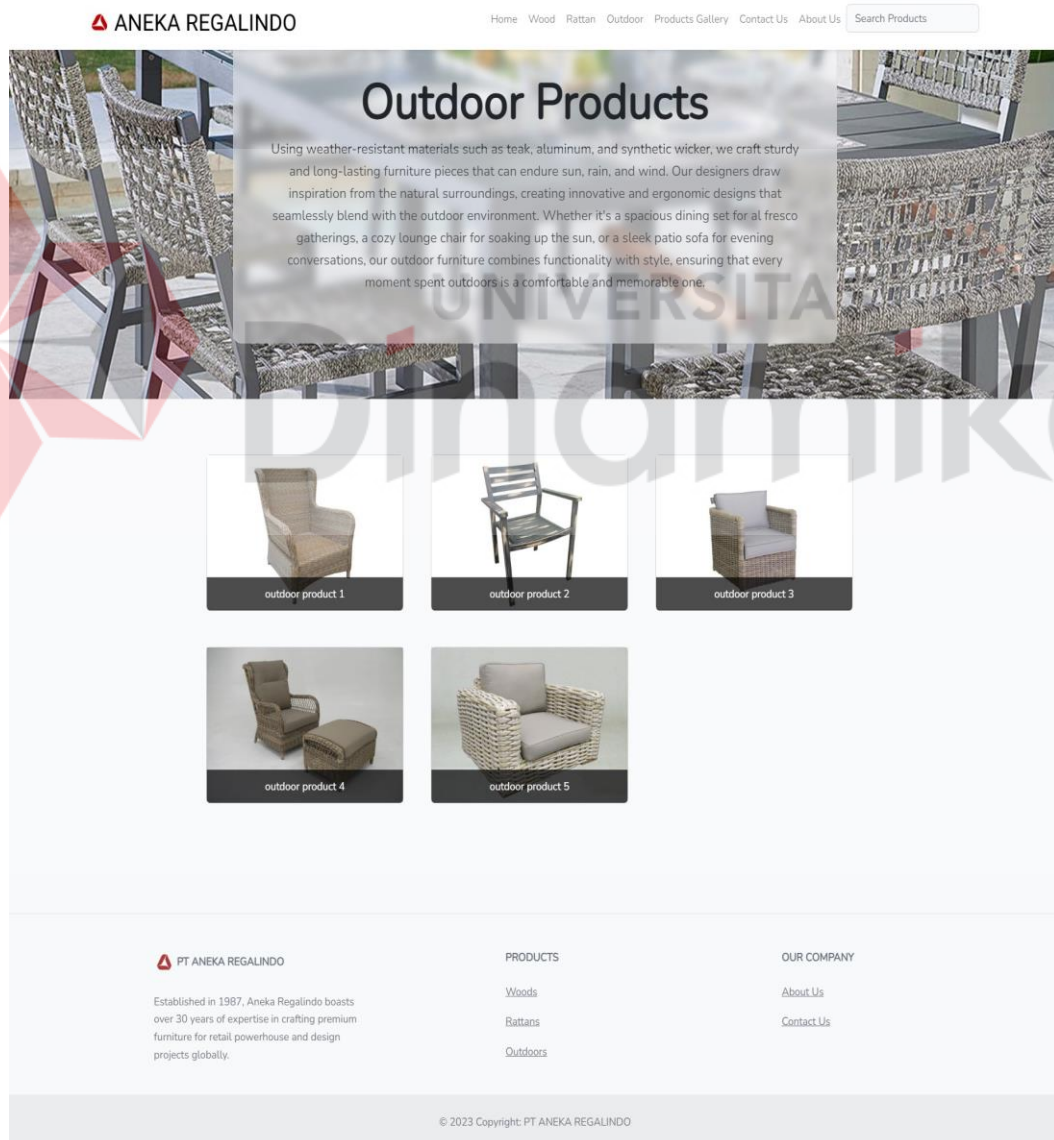 ANEKA REGALINDO
Home Wood Rattan Outdoor Products Gallery Contact Us About Us Search Products
Outdoor Products
Using weather-resistant materials such as teak, aluminum, and synthetic wicker, we craft sturdy
and long-lasting furniture pieces that can endure sun, rain, and wind. Our designers draw
inspiration from the natural surroundings, creating innovative and ergonomic designs that
seamlessly blend with the outdoor environment. Whether it's a spacious dining set for al fresco
gatherings, a cozy lounge chair for soaking up the sun, or a sleek patio sofa for evening
conversations, our outdoor furniture combines functionality with style, ensuring that every
moment spent outdoors is a comfortable and memorable one.
UNIVERSITA
Dinamika
outdoor product 1
outdoor product 2
outdoor product 3
outdoor product 4
outdoor product 5
PT ANEKA REGALINDO
Established in 1987, Aneka Regalindo boasts
over 30 years of expertise in crafting premium
furniture for retail powerhouse and design
projects globally.
PRODUCTS
Woods
Rattans
Outdoors
OUR COMPANY
About Us
Contact Us
© 2023 Copyright: PT ANEKA REGALINDO